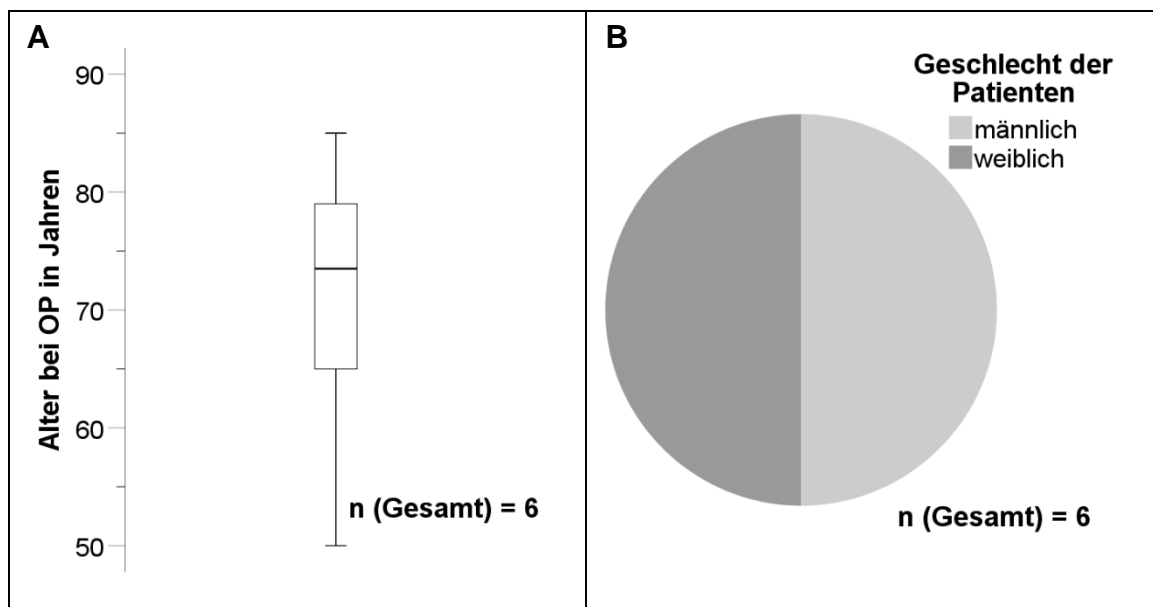 A
90
80
70
60
50
Alter bei OP in Jahren
n (Gesamt) = 6
B
Geschlecht der
Patienten
männlich
weiblich
n (Gesamt) = 6